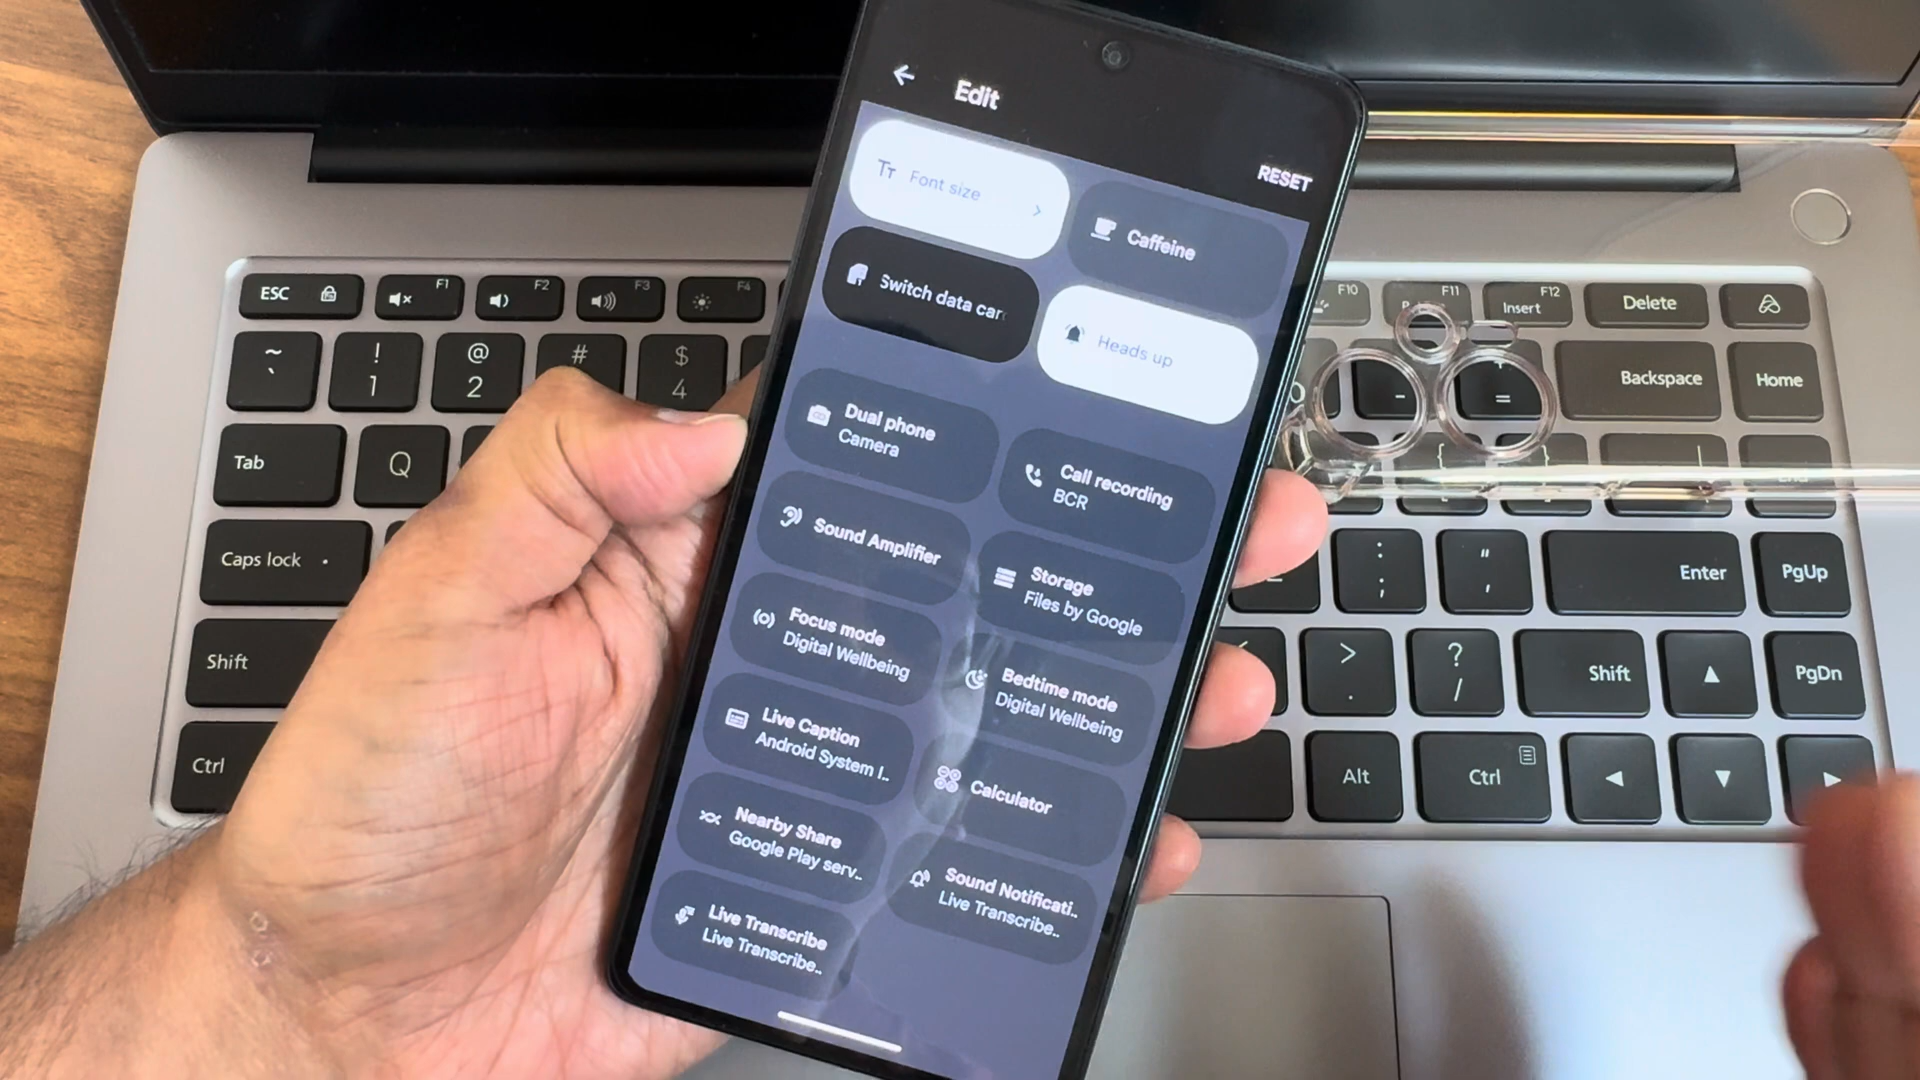 Edit
RESET
Font size
Caffeine
Switch data car
Heads up
Dual phone
Camera
Call recording
BCR
Sound Amplifier
Storage
Files by Google
Focus mode
Digital Wellbeing
Bedtime mode
Digital Wellbeing
Live Caption
Android System I..
Calculator
Nearby Share
Google Play serv..
Sound Notificati..
Live Transcribe..
Live Transcribe
Live Transcribe..
ESC
F1
F2
F3
F4
F10
F11
F12
Insert
Delete
~
`
!
1
@
2
#
$
4
-
=
Backspace
Home
Tab
Q
{
}
|
Caps lock
:
;
"
,
Enter
PgUp
Shift
>
.
?
/
Shift
PgDn
Ctrl
Alt
Ctrl